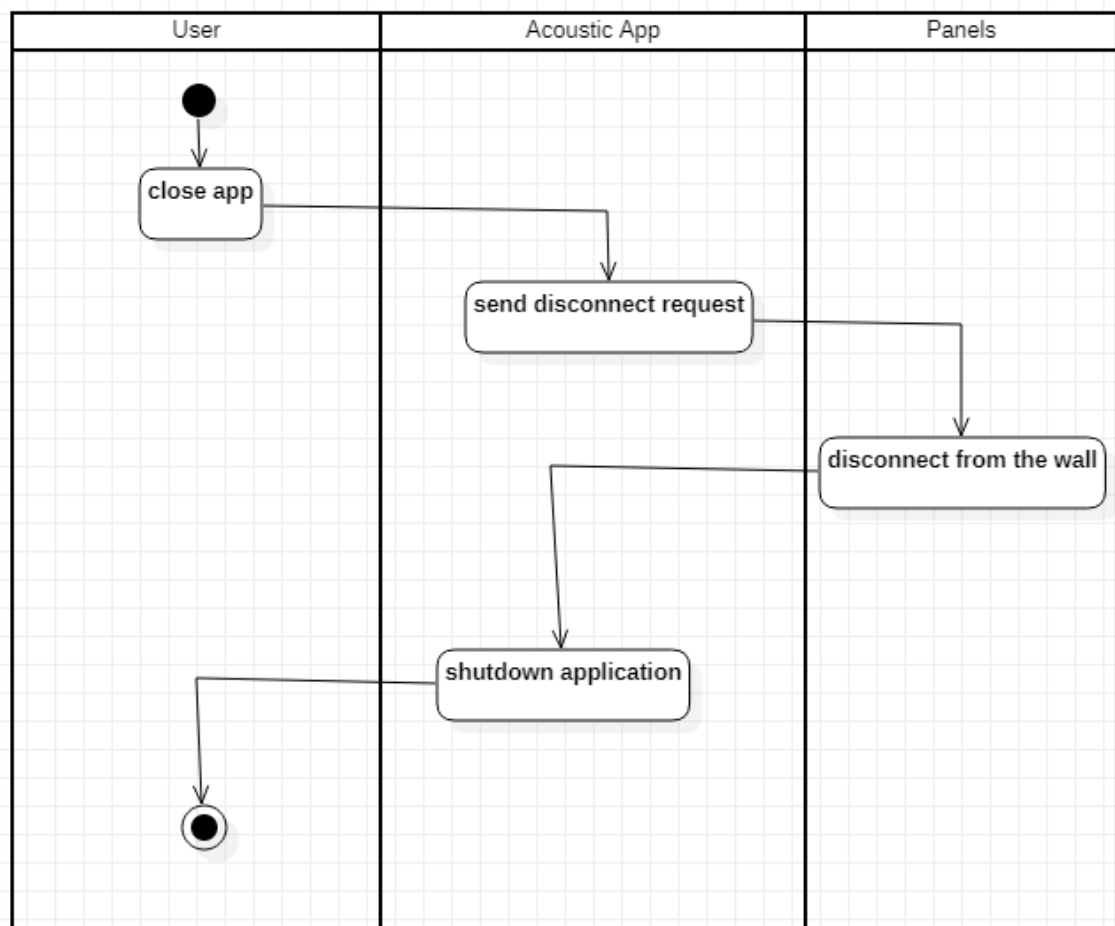 User
Acoustic App
Panels
close app
send disconnect request
disconnect from the wall
shutdown application